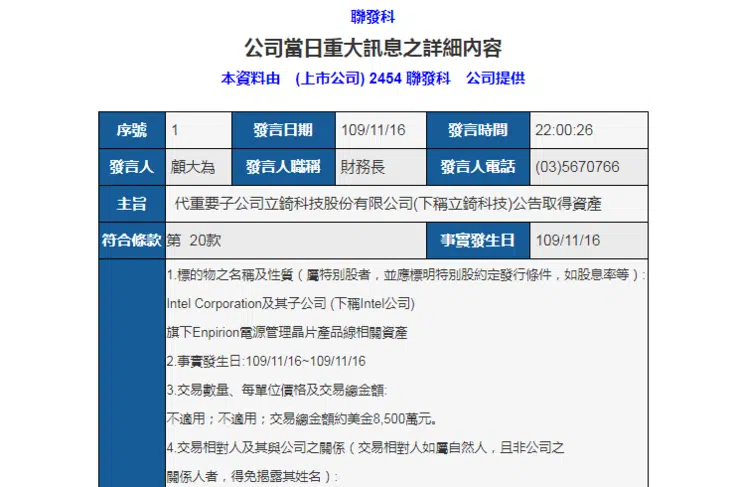 聯發科
公司當日重大訊息之詳細內容
本資料由 (上市公司) 2454 聯發科 公司提供
序號 1 發言日期 109/11/16 發言時間 22:00:26
發言人 顧大為 發言人職稱 財務長 發言人電話 (03)5670766
主旨 代重要子公司立錡科技股份有限公司(下稱立錡科技)公告取得資產
符合條款 第 20款 事實發生日 109/11/16
1.標的物之名稱及性質（屬特別股者，並應標明特別股約定發行條件，如股息率等）:
Intel Corporation及其子公司 (下稱Intel公司)
旗下Enpirion電源管理晶片產品線相關資產
2.事實發生日:109/11/16~109/11/16
3.交易數量、每單位價格及交易總金額:
不適用；不適用；交易總金額約美金8,500萬元。
4.交易相對人及其與公司之關係（交易相對人如屬自然人，且非公司之
關係人者，得免揭露其姓名）: